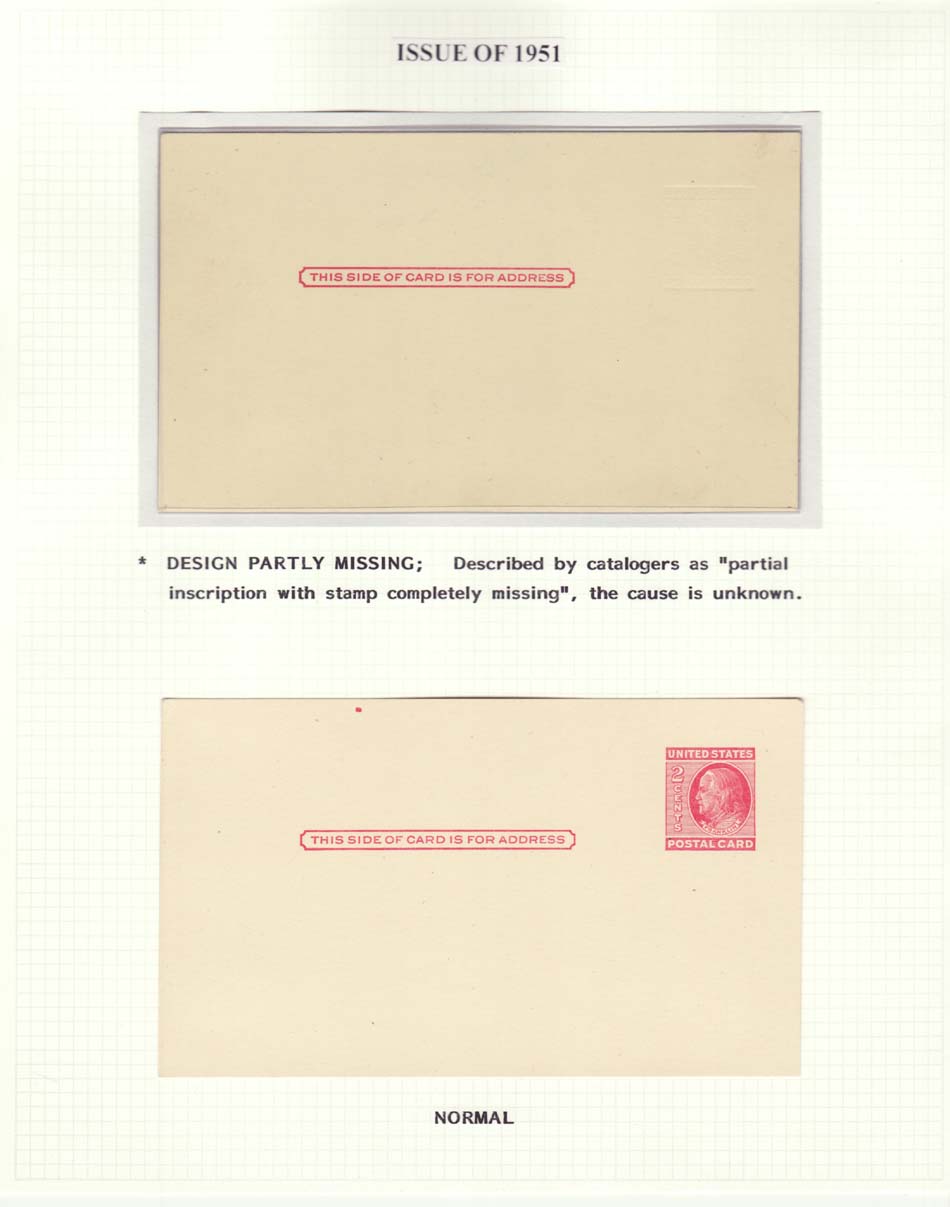 ISSUE OF 1951
THIS SIDE OF CARD IS FOR ADDRESS
* DESIGN PARTLY MISSING; Described by catalogers as "partial
inscription with stamp completely missing", the cause is unknown.
UNITED STATES
2
CENTS
FRANKLIN
POSTAL CARD
THIS SIDE OF CARD IS FOR ADDRESS
NORMAL